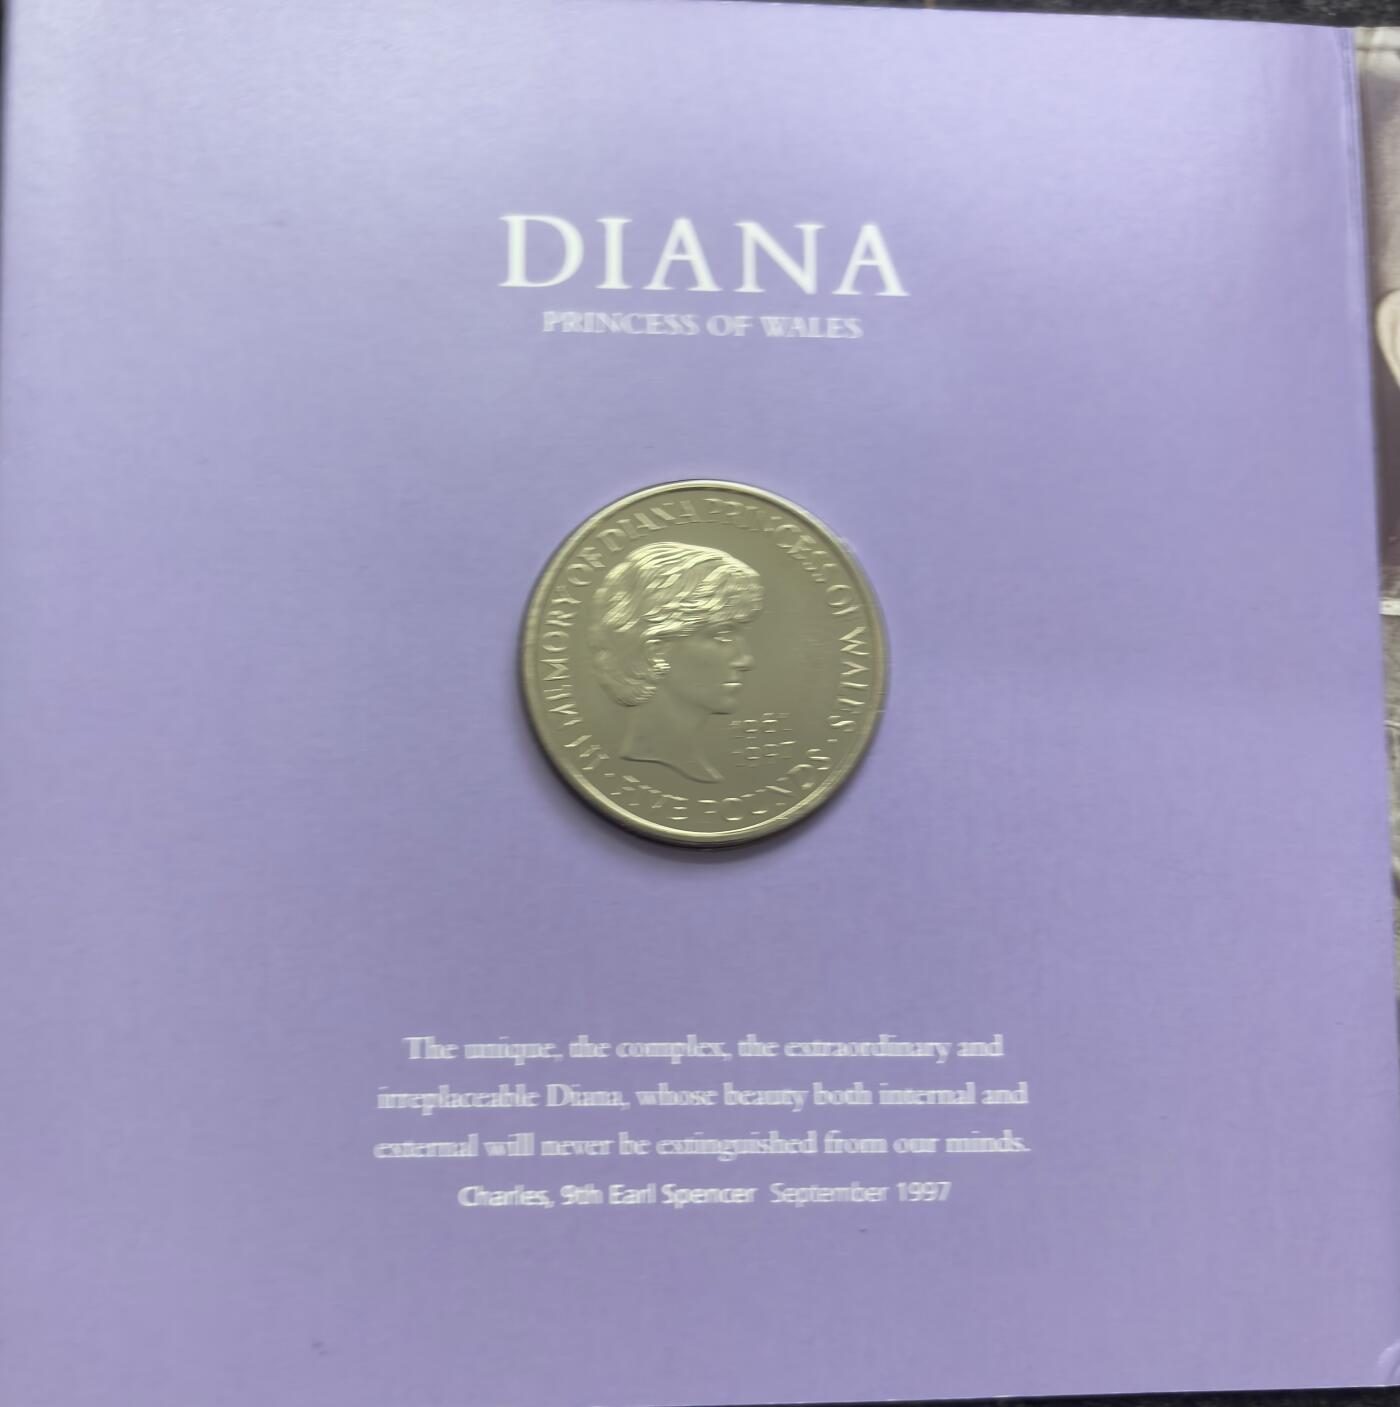 DIANA
PRINCESS OF WALES
IN MEMORY OF DIANA PRINCESS OF WALES
1961
1997
FIVE POUNDS
The unique, the complex, the extraordinary and
irreplaceable Diana, whose beauty both internal and
external will never be extinguished from our minds.
Charles, 9th Earl Spencer September 1997